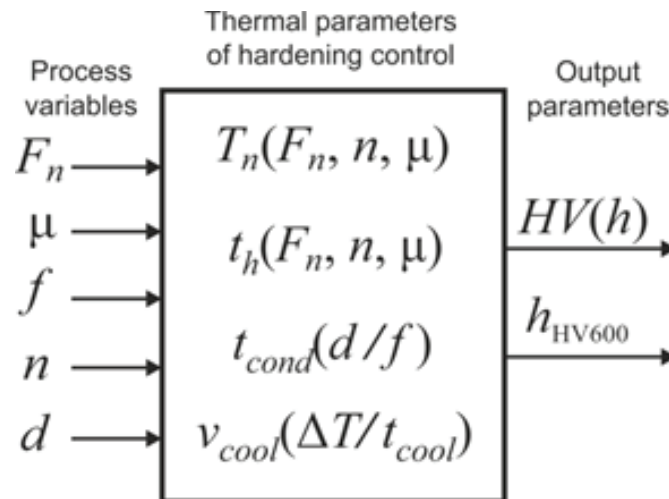 Thermal parameters
of hardening control
Process
variables
Output
parameters
F_n
μ
f
n
d
T_n(F_n, n, μ)
t_h(F_n, n, μ)
t_cond(d/f)
v_cool(ΔT/t_cool)
HV(h)
h_HV600